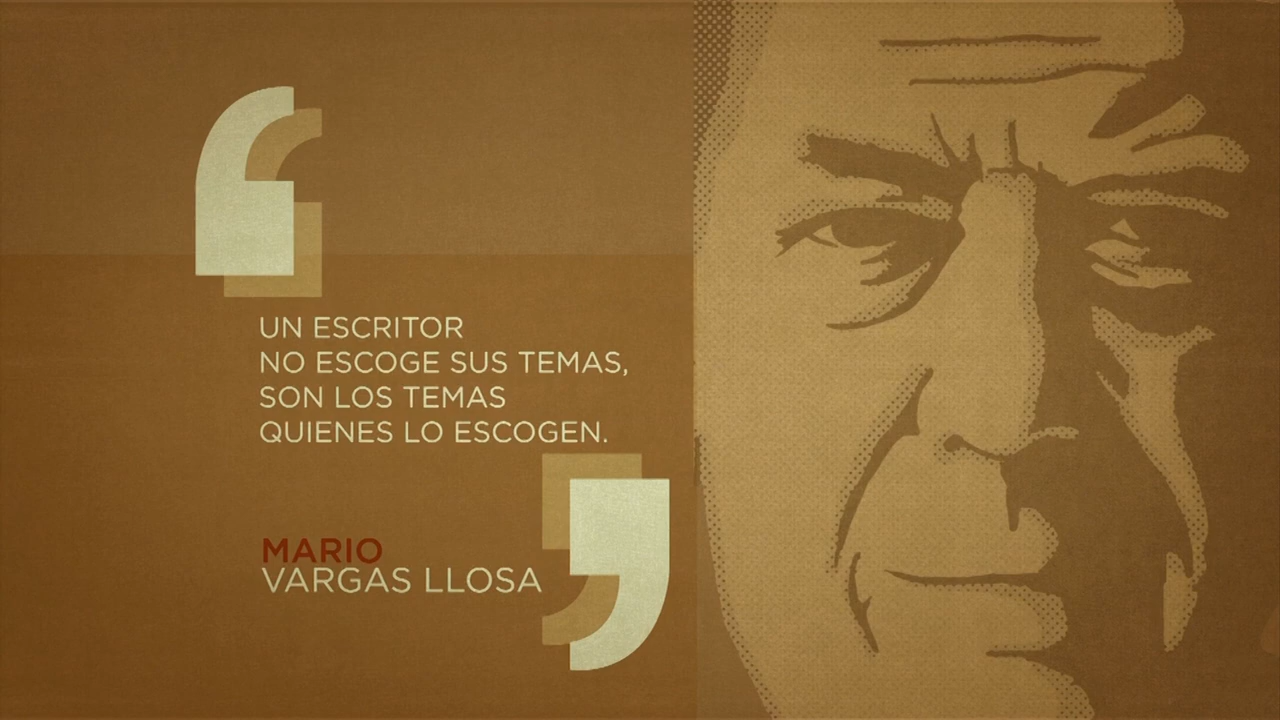 UN ESCRITOR
NO ESCOGE SUS TEMAS,
SON LOS TEMAS
QUIENES LO ESCOGEN.
MARIO
VARGAS LLOSA